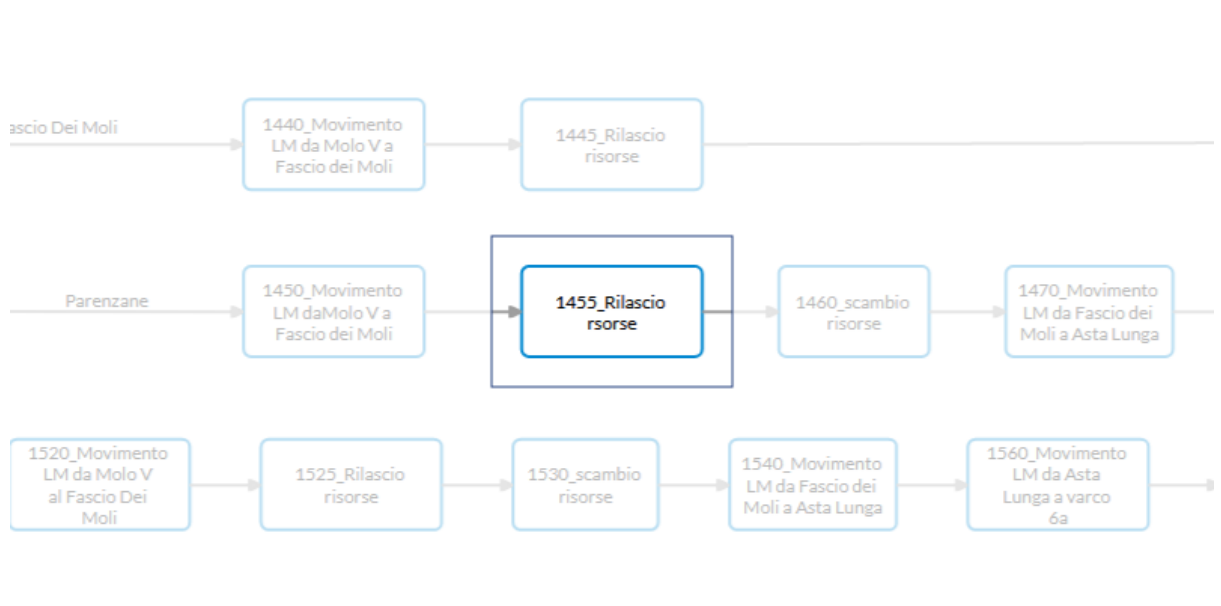 ascio Dei Moli
1440_Movimento
LM da Molo V a
Fascio dei Moli
1445_Rilascio
risorse
Parenzane
1450_Movimento
LM daMolo V a
Fascio dei Moli
1455_Rilascio
rsorse
1460_scambio
risorse
1470_Movimento
LM da Fascio dei
Moli a Asta Lunga
1520_Movimento
LM da Molo V
al Fascio Dei
Moli
1525_Rilascio
risorse
1530_scambio
risorse
1540_Movimento
LM da Fascio dei
Moli a Asta Lunga
1560_Movimento
LM da Asta
Lunga a varco
6a